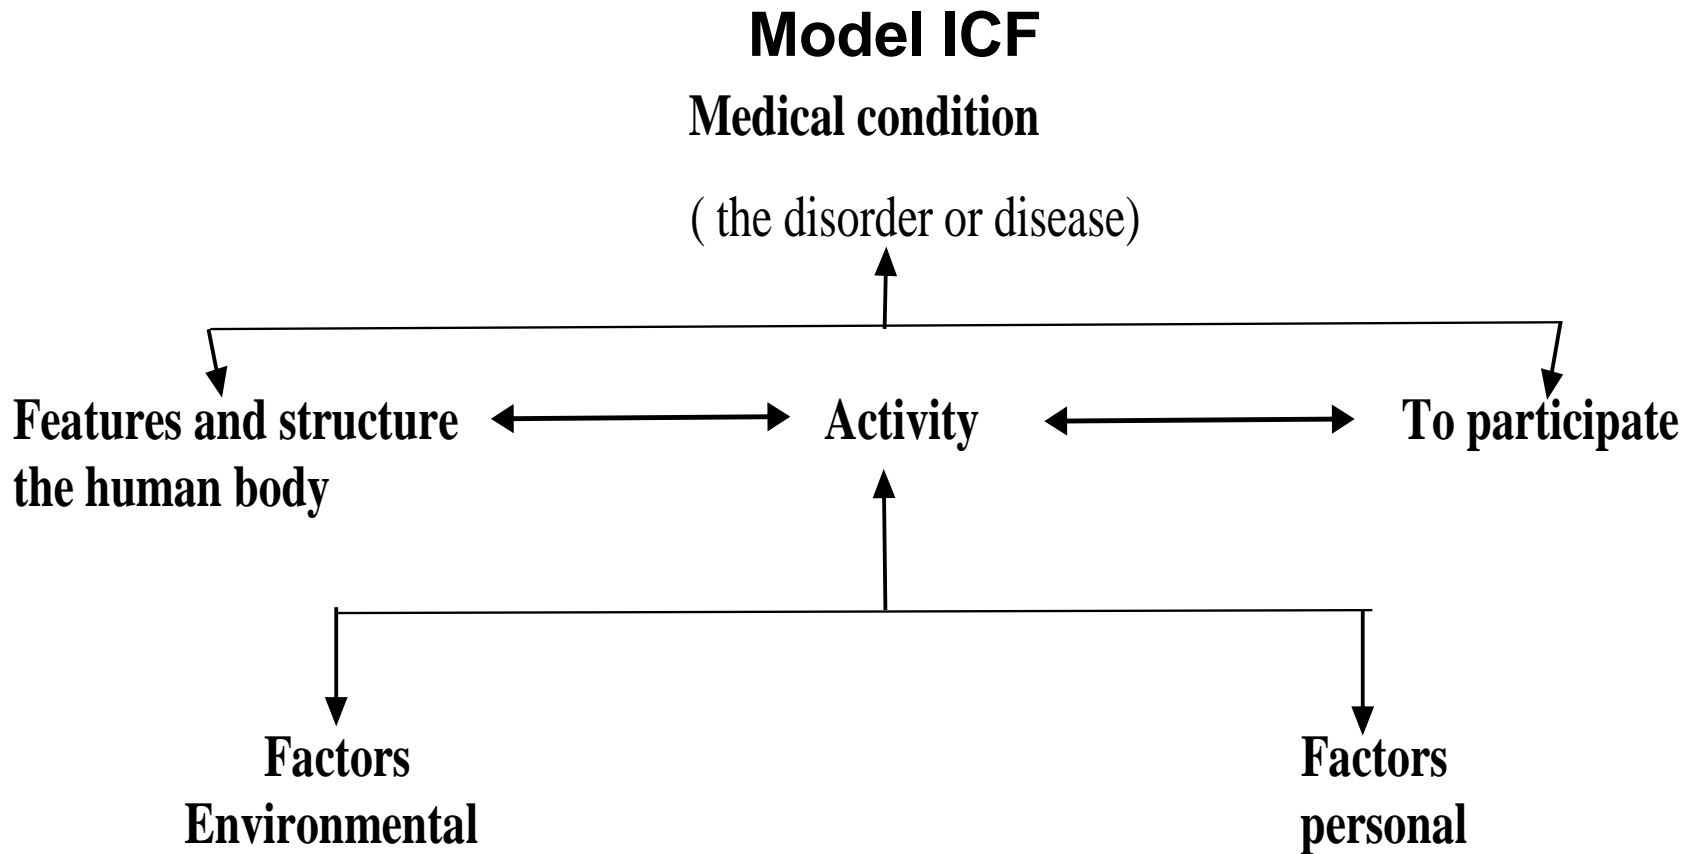 Model ICF
Medical condition
( the disorder or disease)
Features and structure
the human body
Activity
To participate
Factors
Environmental
Factors
personal